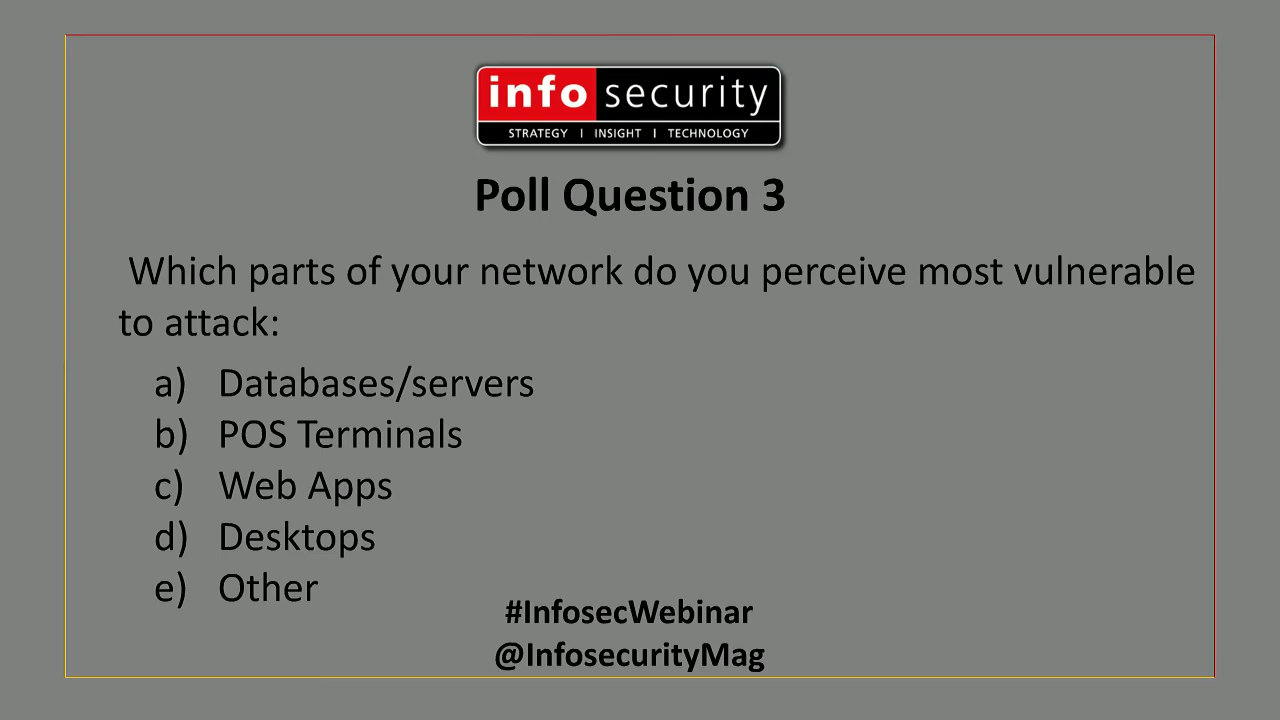 info security
STRATEGY | INSIGHT | TECHNOLOGY
Poll Question 3
Which parts of your network do you perceive most vulnerable
to attack:
a) Databases/servers
b) POS Terminals
c) Web Apps
d) Desktops
e) Other
#InfosecWebinar
@InfosecurityMag